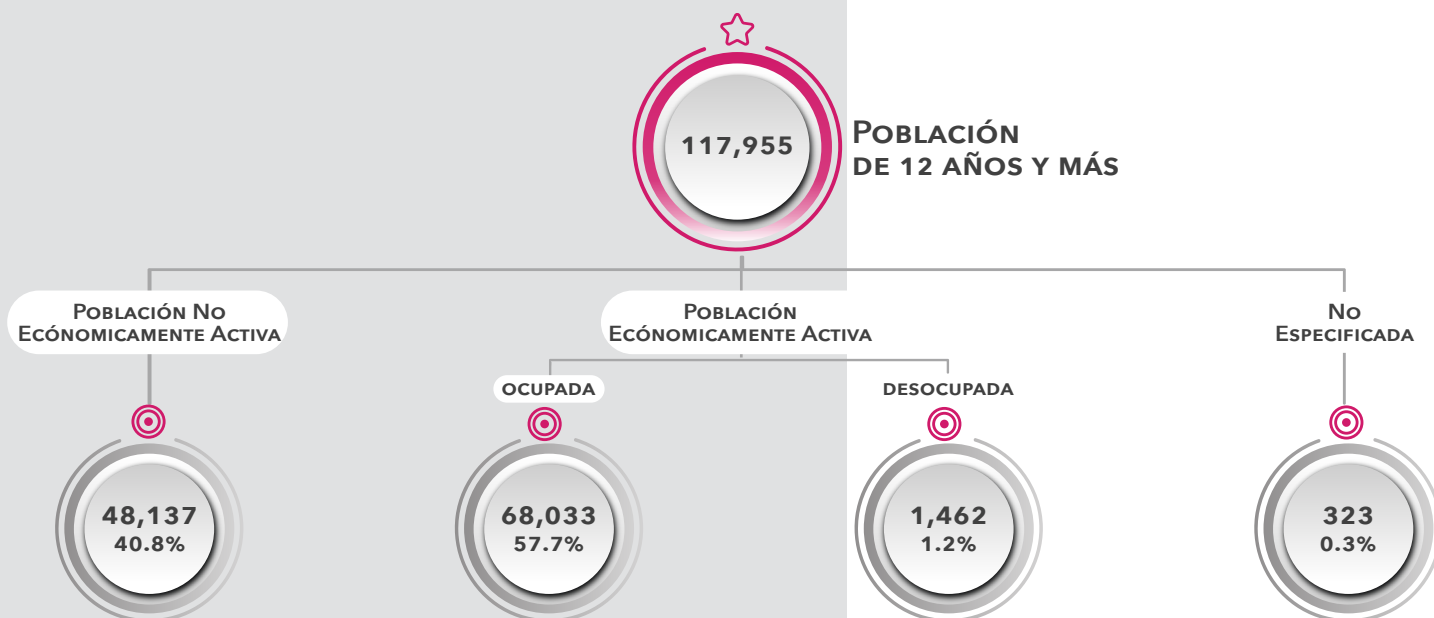 117,955
Población
de 12 años y más
Población No
Ecónomicamente Activa
Población
Ecónomicamente Activa
No
Especificada
ocupada
desocupada
48,137
40.8%
68,033
57.7%
1,462
1.2%
323
0.3%